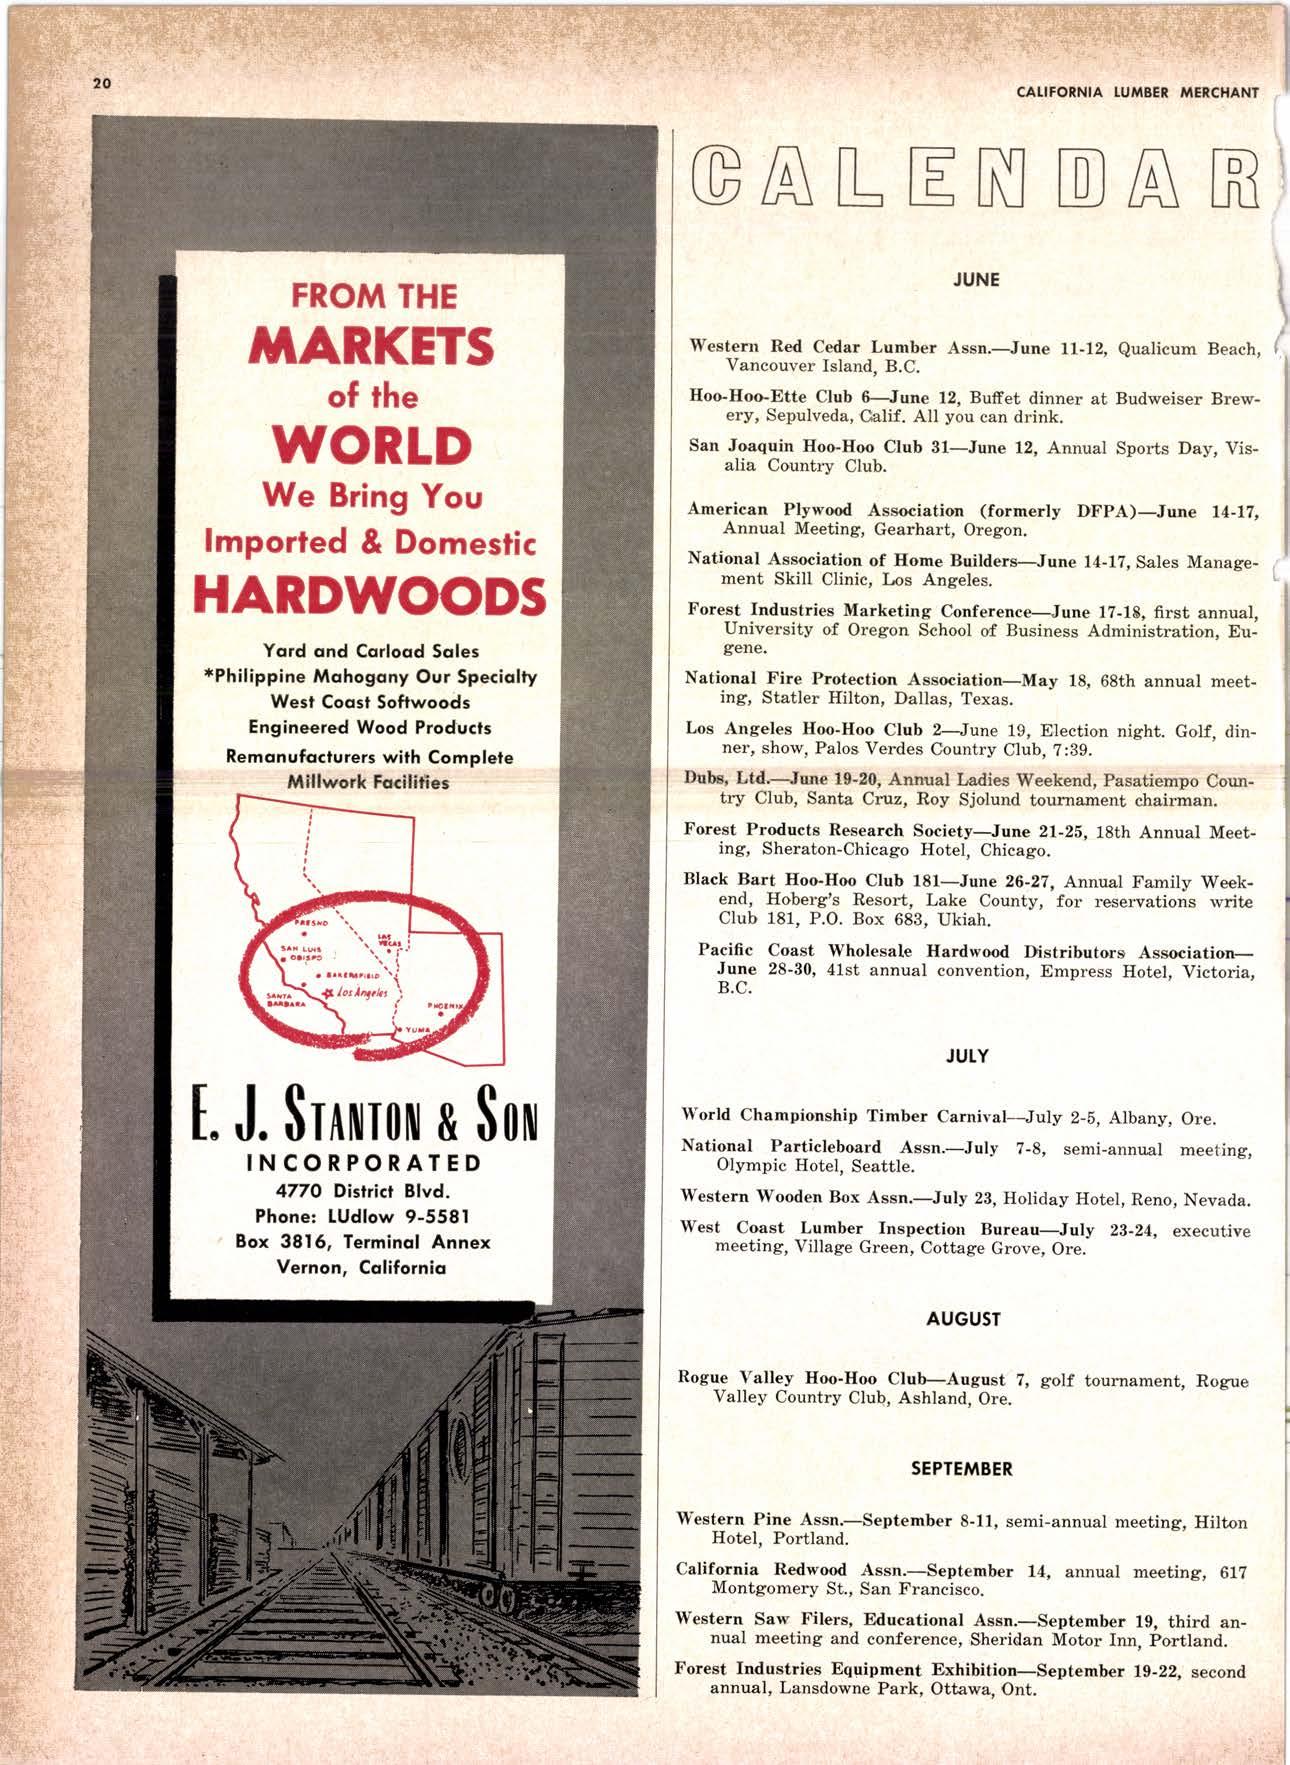 20
CALIFORNIA LUMBER MERCHANT
FROM THE
MARKETS
of the
WORLD
We Bring You
Imported & Domestic
HARDWOODS
Yard and Carload Sales
*Philippine Mahogany Our Specialty
West Coast Softwoods
Engineered Wood Products
Remanufacturers with Complete
Millwork Facilities
FRESNO
LAS
VEGAS
SAN LUIS
OBISPO
BAKERSFIELD
Los Angeles
SANTA
BARBARA
PHOENIX
YUMA
E. J. STANTON & SON
INCORPORATED
4770 District Blvd.
Phone: LUdlow 9-5581
Box 3816, Terminal Annex
Vernon, California
CALENDAR
JUNE
Western Red Cedar Lumber Assn.—June 11-12, Qualicum Beach,
Vancouver Island, B.C.
Hoo-Hoo-Ette Club 6—June 12, Buffet dinner at Budweiser Brew-
ery, Sepulveda, Calif. All you can drink.
San Joaquin Hoo-Hoo Club 31—June 12, Annual Sports Day, Vis-
alia Country Club.
American Plywood Association (formerly DFPA)—June 14-17,
Annual Meeting, Gearhart, Oregon.
National Association of Home Builders—June 14-17, Sales Manage-
ment Skill Clinic, Los Angeles.
Forest Industries Marketing Conference—June 17-18, first annual,
University of Oregon School of Business Administration, Eu-
gene.
National Fire Protection Association—May 18, 68th annual meet-
ing, Statler Hilton, Dallas, Texas.
Los Angeles Hoo-Hoo Club 2—June 19, Election night. Golf, din-
ner, show, Palos Verdes Country Club, 7:39.
Dubs, Ltd.—June 19-20, Annual Ladies Weekend, Pasatiempo Coun-
try Club, Santa Cruz, Roy Sjolund tournament chairman.
Forest Products Research Society—June 21-25, 18th Annual Meet-
ing, Sheraton-Chicago Hotel, Chicago.
Black Bart Hoo-Hoo Club 181—June 26-27, Annual Family Week-
end, Hoberg's Resort, Lake County, for reservations write
Club 181, P.O. Box 683, Ukiah.
Pacific Coast Wholesale Hardwood Distributors Association—
June 28-30, 41st annual convention, Empress Hotel, Victoria,
B.C.
JULY
World Championship Timber Carnival—July 2-5, Albany, Ore.
National Particleboard Assn.—July 7-8, semi-annual meeting,
Olympic Hotel, Seattle.
Western Wooden Box Assn.—July 23, Holiday Hotel, Reno, Nevada.
West Coast Lumber Inspection Bureau—July 23-24, executive
meeting, Village Green, Cottage Grove, Ore.
AUGUST
Rogue Valley Hoo-Hoo Club—August 7, golf tournament, Rogue
Valley Country Club, Ashland, Ore.
SEPTEMBER
Western Pine Assn.—September 8-11, semi-annual meeting, Hilton
Hotel, Portland.
California Redwood Assn.—September 14, annual meeting, 617
Montgomery St., San Francisco.
Western Saw Filers, Educational Assn.—September 19, third an-
nual meeting and conference, Sheridan Motor Inn, Portland.
Forest Industries Equipment Exhibition—September 19-22, second
annual, Lansdowne Park, Ottawa, Ont.